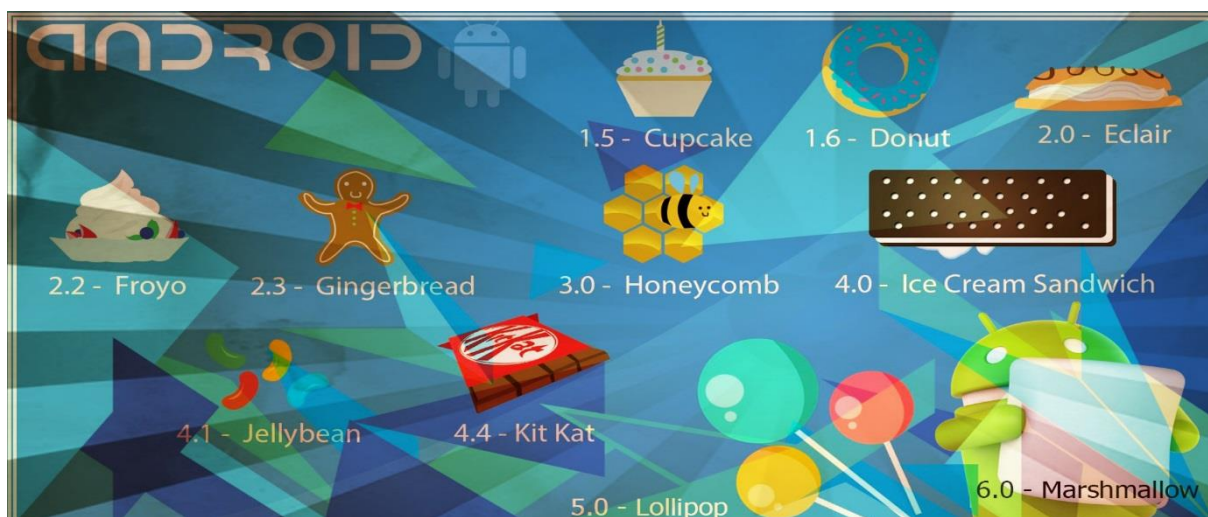 ANDROID
1.5 - Cupcake
1.6 - Donut
2.0 - Eclair
2.2 - Froyo
2.3 - Gingerbread
3.0 - Honeycomb
4.0 - Ice Cream Sandwich
KitKat
4.1 - Jellybean
4.4 - Kit Kat
5.0 - Lollipop
6.0 - Marshmallow